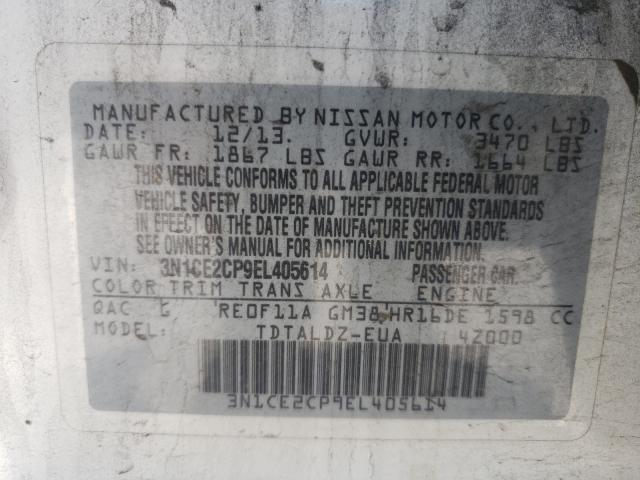 MANUFACTURED BY NISSAN MOTOR CO., LTD.
DATE: 12/13. GVWR: 3470 LBS
GAWR FR: 1867 LBS GAWR RR: 1664 LBS
THIS VEHICLE CONFORMS TO ALL APPLICABLE FEDERAL MOTOR
VEHICLE SAFETY, BUMPER AND THEFT PREVENTION STANDARDS
IN EFFECT ON THE DATE OF MANUFACTURE SHOWN ABOVE.
SEE OWNER'S MANUAL FOR ADDITIONAL INFORMATION.
VIN: 3N1CE2CP9EL405614 PASSENGER CAR.
COLOR TRIM TRANS AXLE ENGINE
QAC G RE0F11A GM38 HR16DE 1598 CC
MODEL: TDTALDZ-EUA 4Z000
3N1CE2CP9EL405614